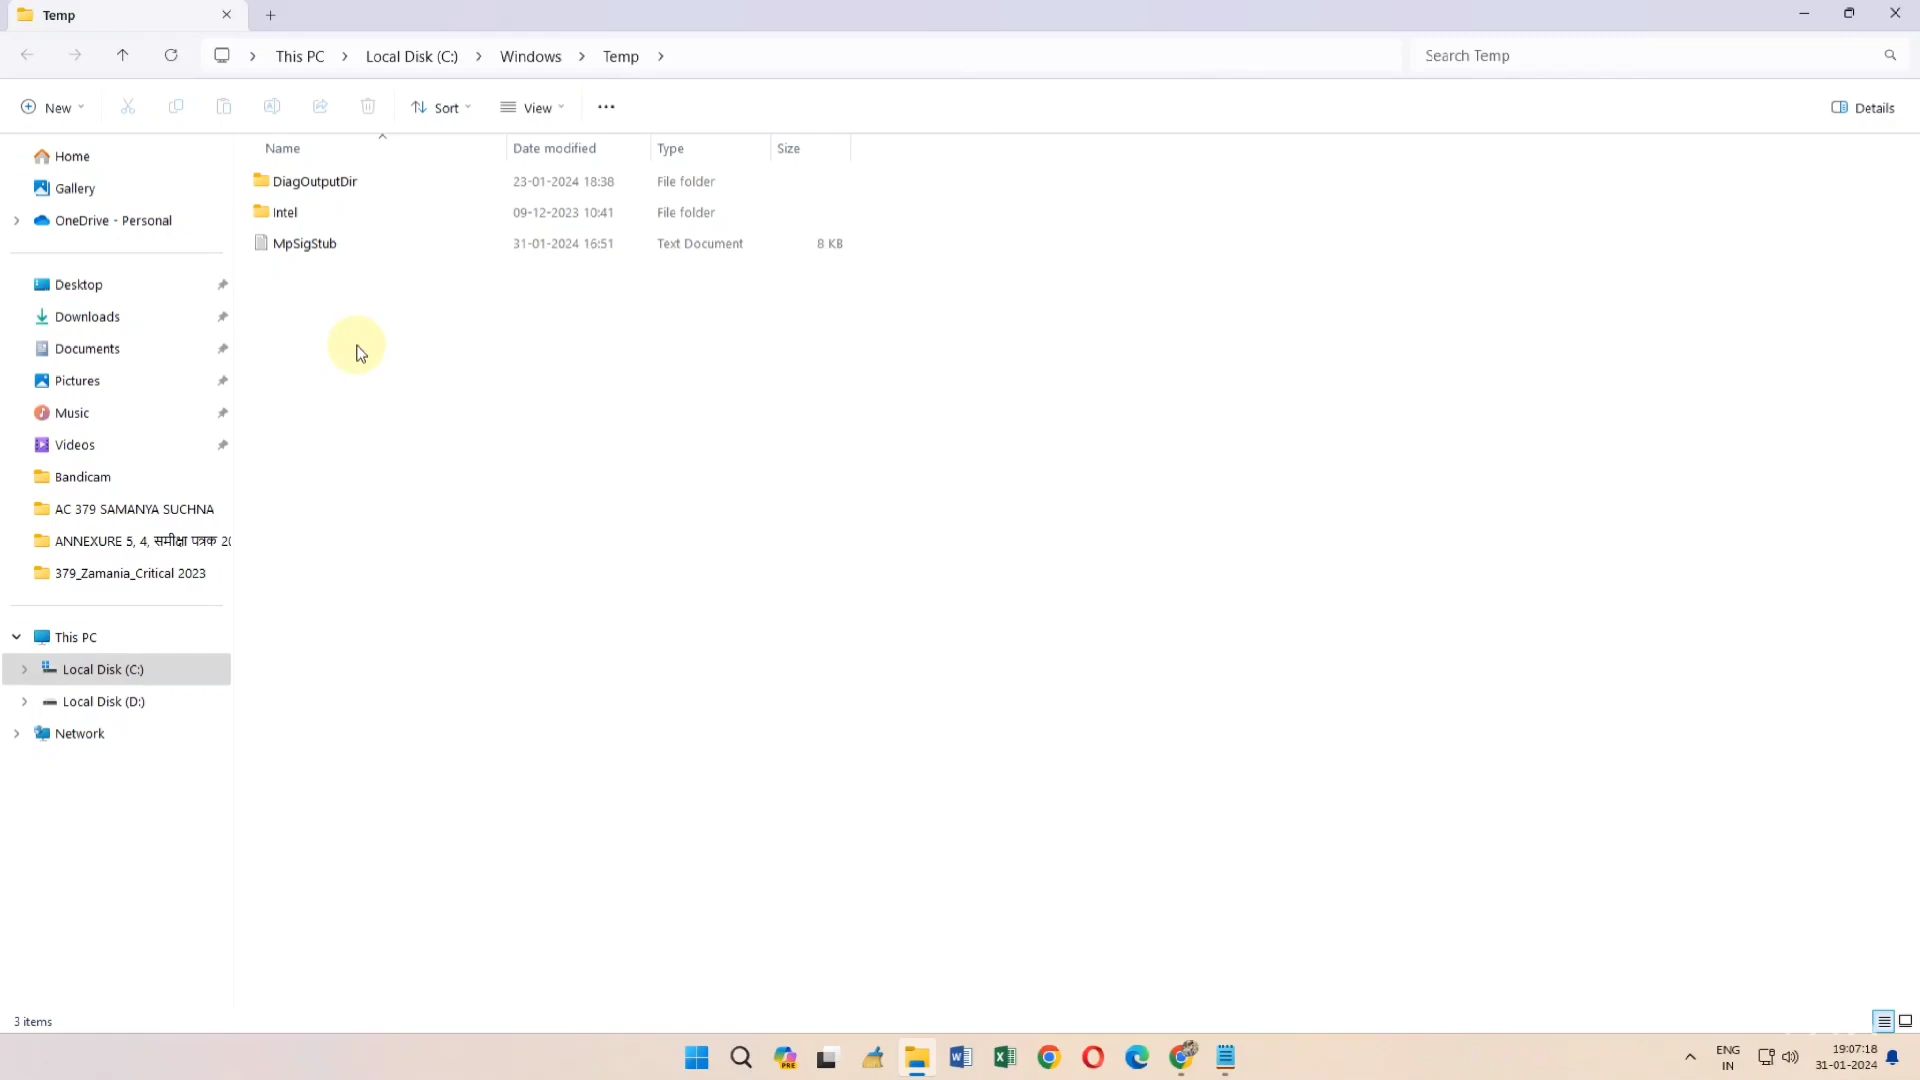 Temp
This PC > Local Disk (C:) > Windows > Temp >
Search Temp
New
Sort
View
Details
Name
Date modified
Type
Size
DiagOutputDir 23-01-2024 18:38 File folder
Intel 09-12-2023 10:41 File folder
MpSigStub 31-01-2024 16:51 Text Document 8 KB
Home
Gallery
OneDrive - Personal
Desktop
Downloads
Documents
Pictures
Music
Videos
Bandicam
AC 379 SAMANYA SUCHNA
ANNEXURE 5, 4, समीक्षा पत्रक 20
379_Zamania_Critical 2023
This PC
Local Disk (C:)
Local Disk (D:)
Network
3 items
PRE
ENG
IN
19:07:18
31-01-2024